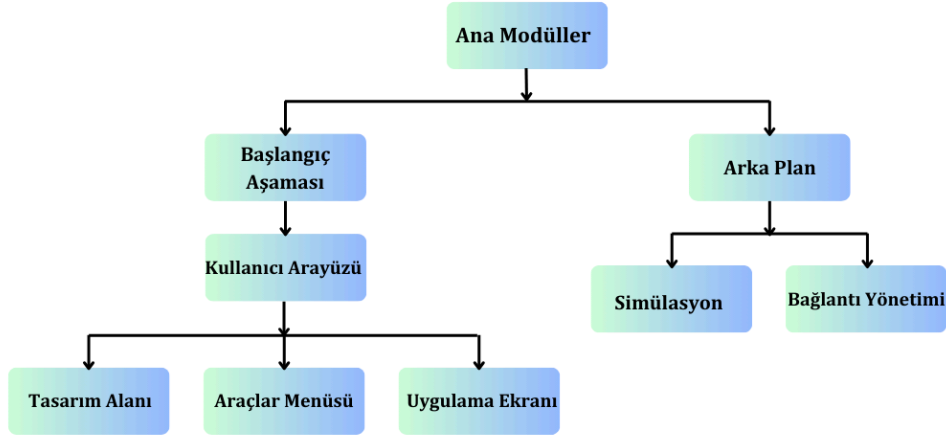 Ana Modüller
Başlangıç
Aşaması
Arka Plan
Kullanıcı Arayüzü
Simülasyon
Bağlantı Yönetimi
Tasarım Alanı
Araçlar Menüsü
Uygulama Ekranı